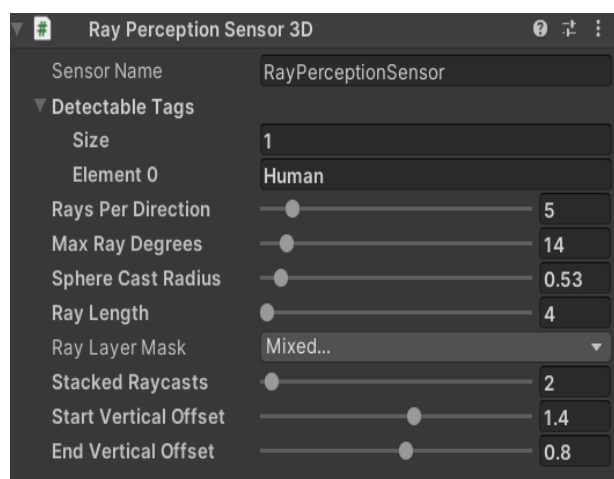 # Ray Perception Sensor 3D
Sensor Name RayPerceptionSensor
Detectable Tags
Size 1
Element 0 Human
Rays Per Direction 5
Max Ray Degrees 14
Sphere Cast Radius 0.53
Ray Length 4
Ray Layer Mask Mixed...
Stacked Raycasts 2
Start Vertical Offset 1.4
End Vertical Offset 0.8